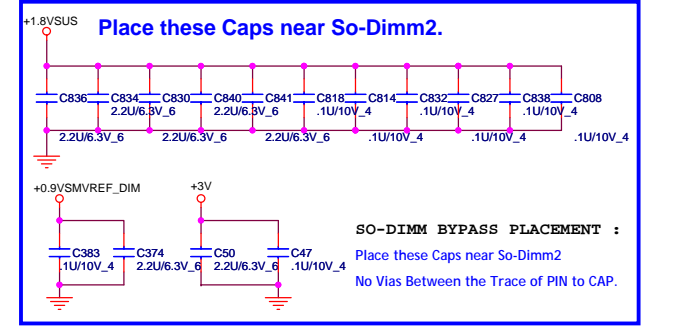 +1.8VSUS
Place these Caps near So-Dimm2.
C836 C834 C830 C840 C841 C818 C814 C832 C827 C838 C808
2.2U/6.3V_6 2.2U/6.3V_6 .1U/10V_4 .1U/10V_4 .1U/10V_4
2.2U/6.3V_6 2.2U/6.3V_6 2.2U/6.3V_6 .1U/10V_4 .1U/10V_4 .1U/10V_4
+0.9VSMVREF_DIM +3V
SO-DIMM BYPASS PLACEMENT :
C383 C374 C50 C47
Place these Caps near So-Dimm2
.1U/10V_4 2.2U/6.3V_6 2.2U/6.3V_6 .1U/10V_4
No Vias Between the Trace of PIN to CAP.